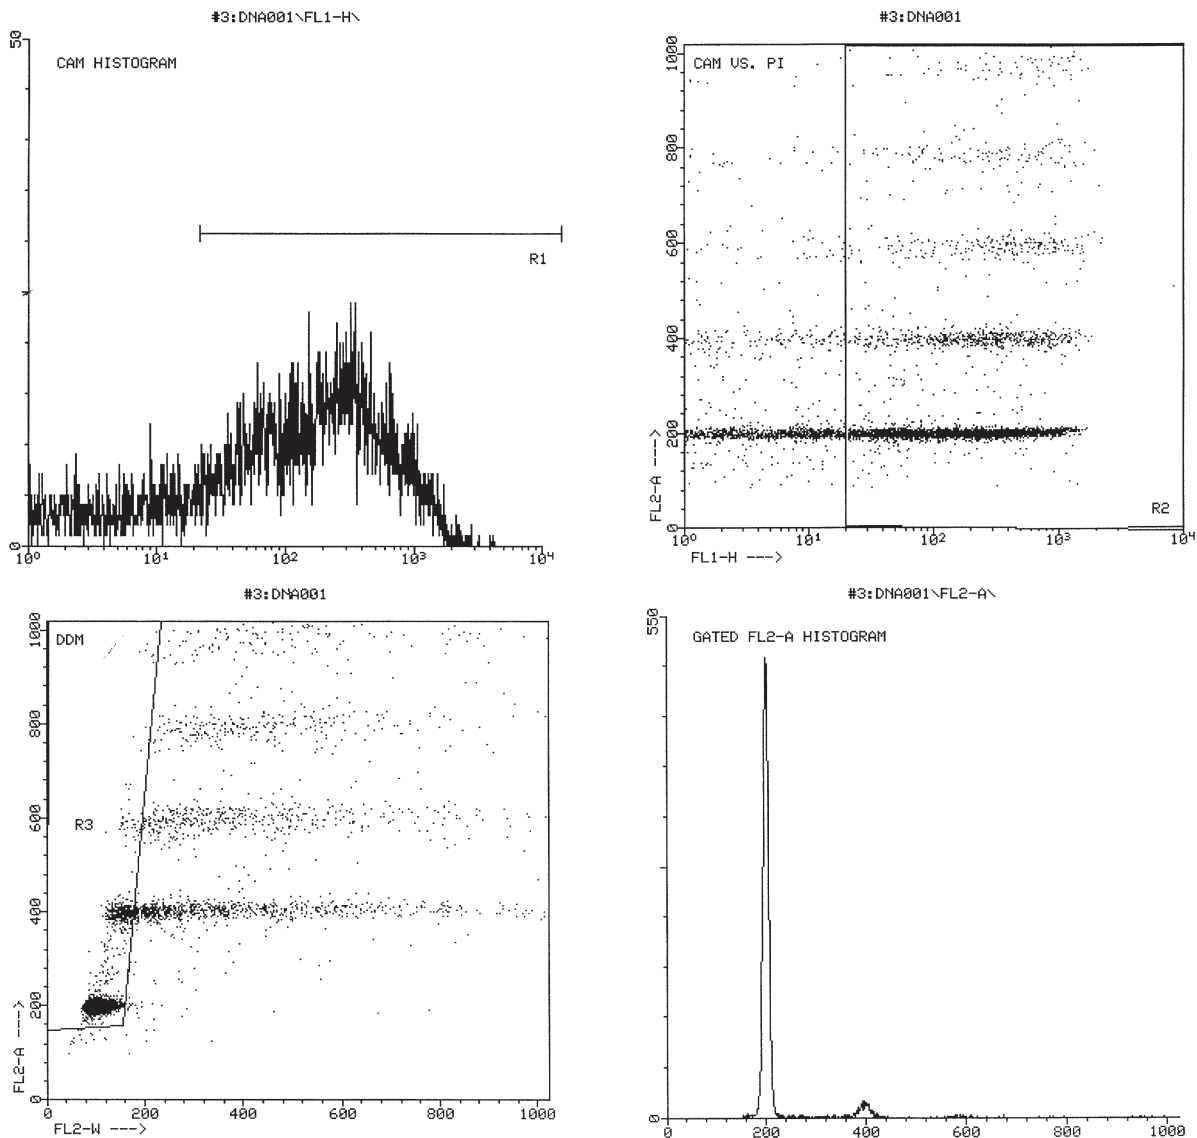 #3:DNA001\FL1-H\
50
CAM HISTOGRAM
R1
0
10⁰ 10¹ 10² 10³ 10⁴
#3:DNA001
CAM VS. PI
1000
800
600
400
200
0
FL2-A --->
R2
10⁰ 10¹ 10² 10³ 10⁴
FL1-H --->
#3:DNA001
DDM
1000
800
600
R3
400
200
0
FL2-A --->
0 200 400 600 800 1000
FL2-W --->
#3:DNA001\FL2-A\
550
GATED FL2-A HISTOGRAM
0
0 200 400 600 800 1000